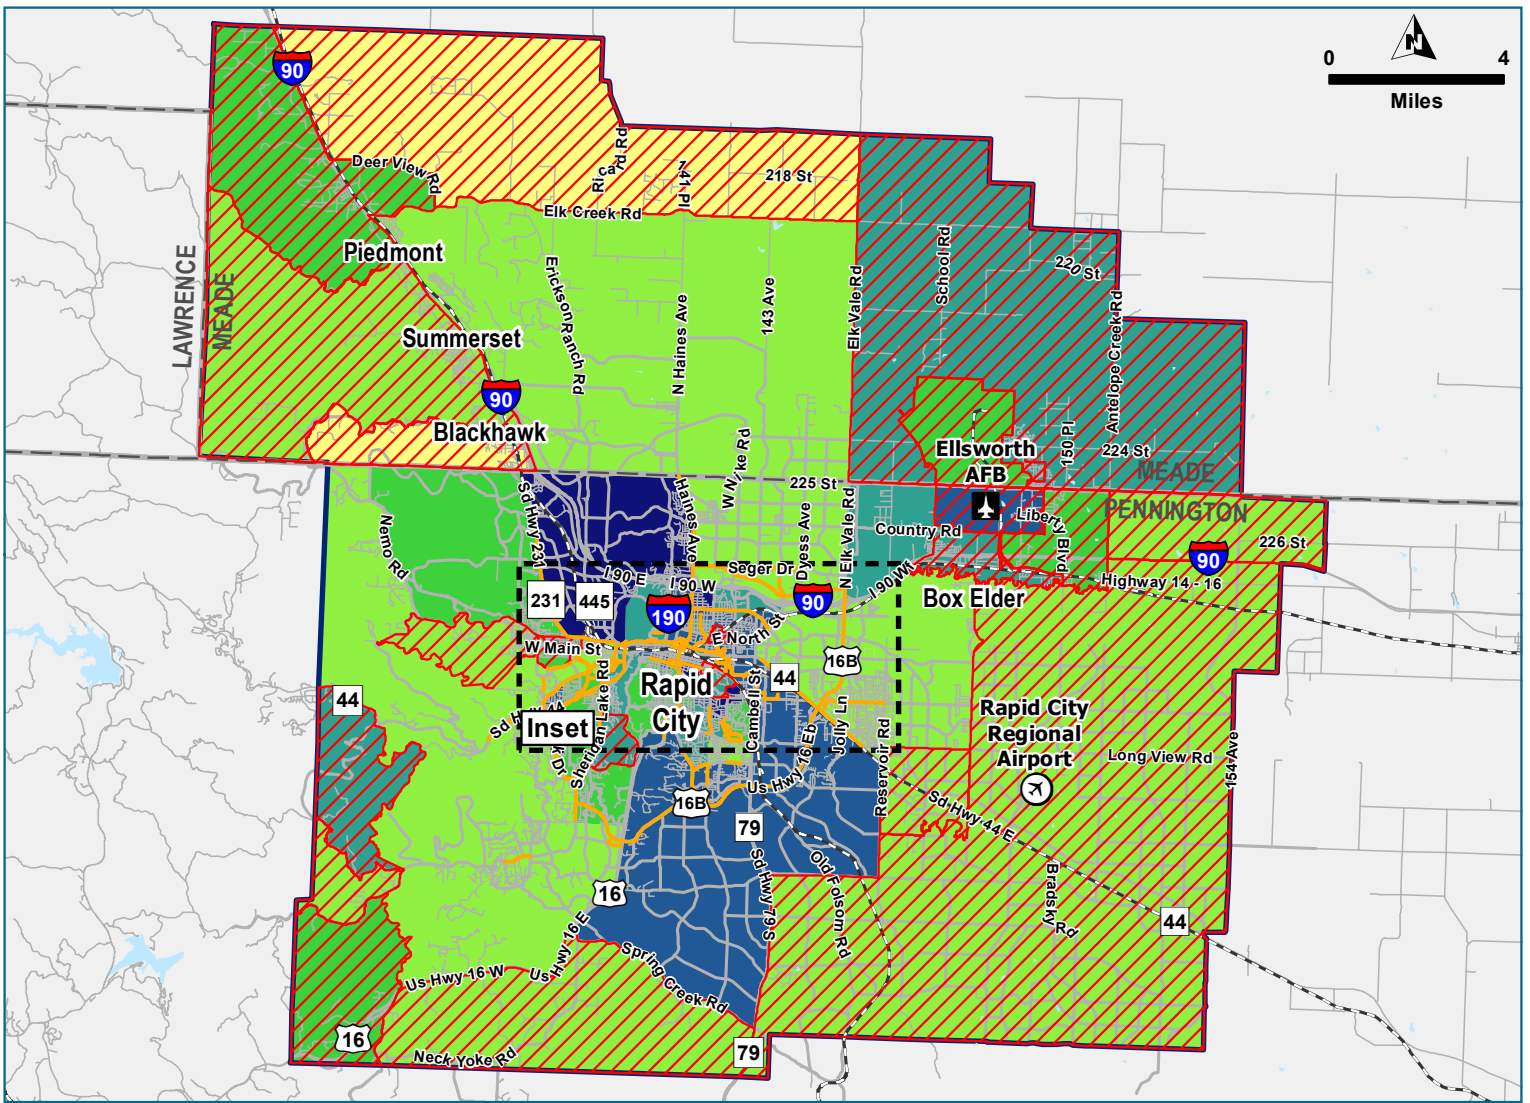 90
N
0 4
Miles
Deer View Rd
Ricard Rd
141 Pl
218 St
Elk Creek Rd
LAWRENCE
MEADE
Piedmont
Erickson Ranch Rd
N Haines Ave
143 Ave
Elk Vale Rd
School Rd
220 St
Antelope Creek Rd
Summerset
90
Blackhawk
Ellsworth
AFB
150 Pl
224 St
MEADE
PENNINGTON
W Nike Rd
225 St
Sd Hwy 231
Haines Ave
Nemo Rd
Dyess Ave
N Elk Vale Rd
Country Rd
Liberty Blvd
226 St
90
Seger Dr
I 90 E
I 90 W
I 90 W
Highway 14 - 16
231
445
190
90
Box Elder
E North St
W Main St
16B
44
44
Rapid
City
Rapid City
Regional
Airport
Sd Hwy 44
Inset
Sheridan Lake Rd
Cambell St
Jolly Ln
Reservoir Rd
Long View Rd
154 Ave
Us Hwy 16 Eb
16B
79
Sd Hwy 44 E
Old Folsom Rd
Sd Hwy 79 S
Bradsky Rd
16
44
Us Hwy 16 E
Us Hwy 16 W
Spring Creek Rd
16
Neck Yoke Rd
79